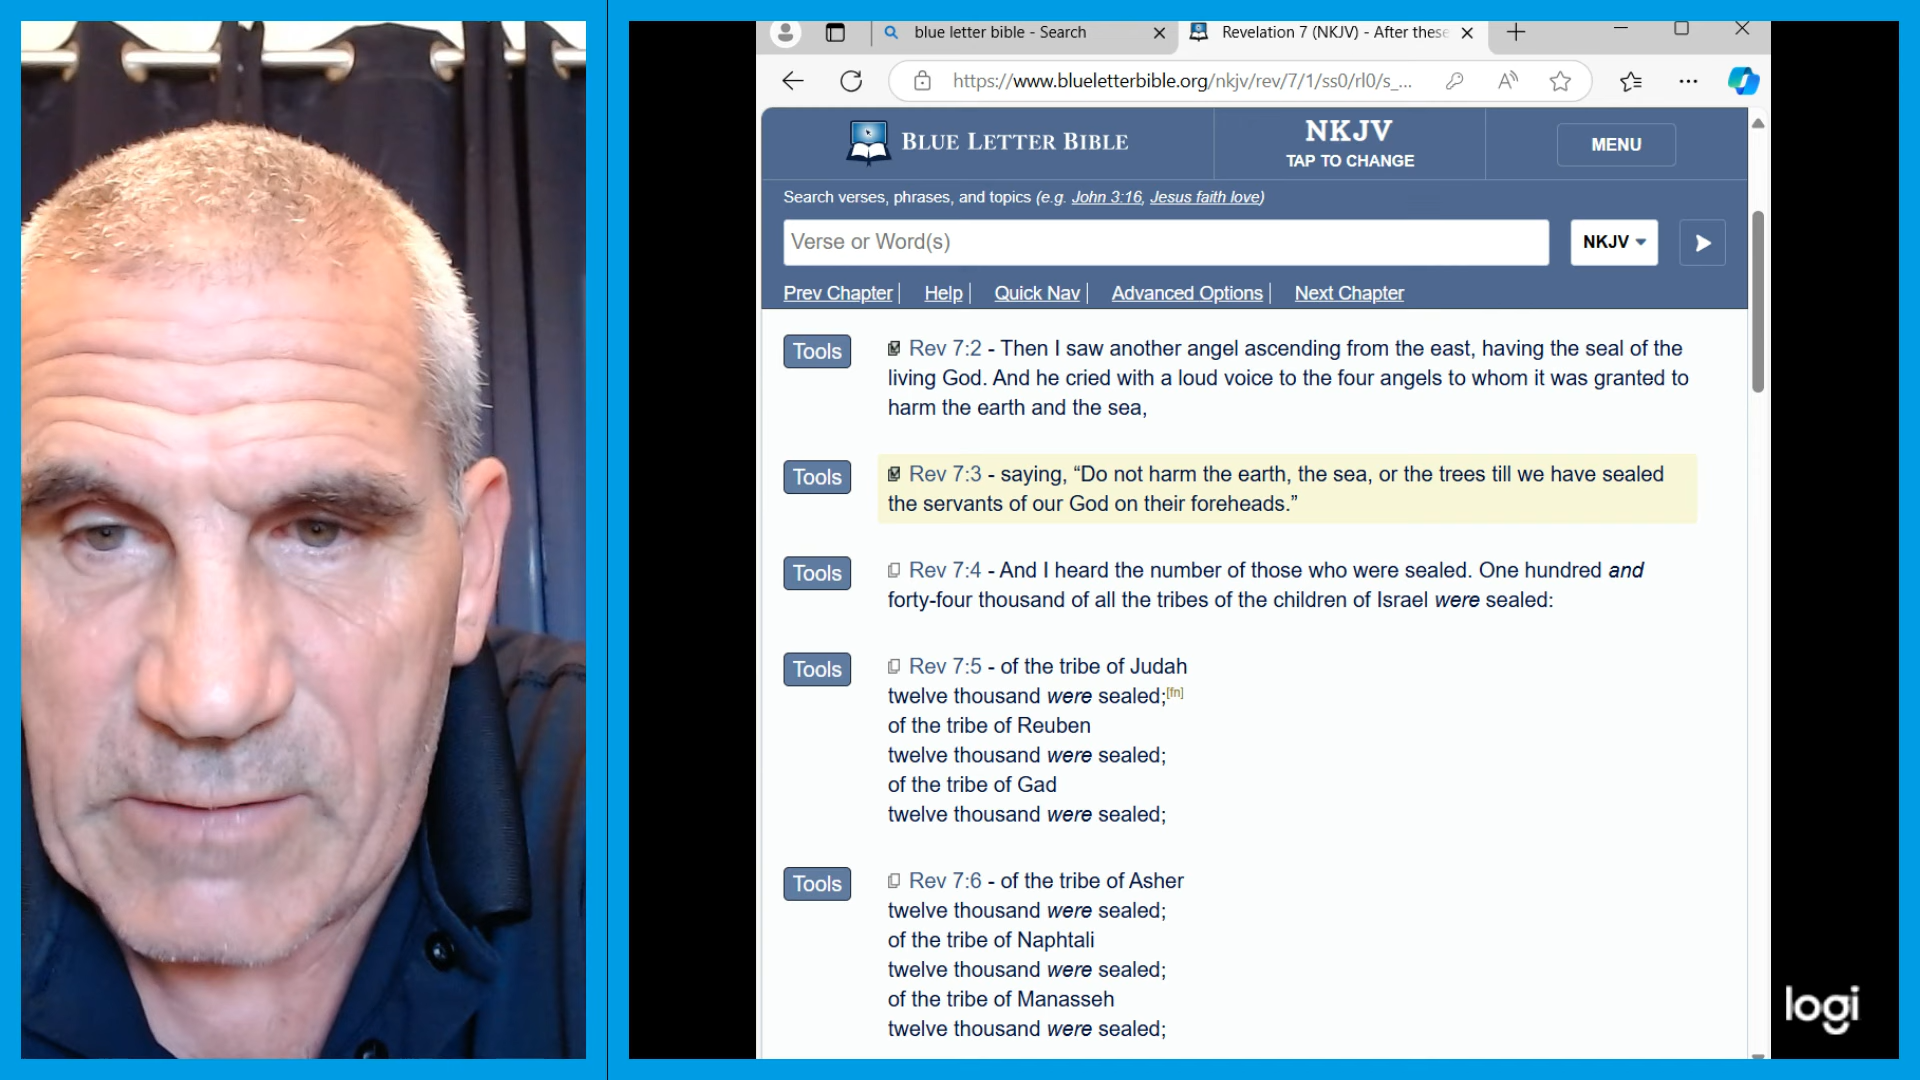 blue letter bible - Search
Revelation 7 (NKJV) - After these
https://www.blueletterbible.org/nkjv/rev/7/1/ss0/rl0/s_...
BLUE LETTER BIBLE
NKJV
TAP TO CHANGE
MENU
Search verses, phrases, and topics (e.g. John 3:16, Jesus faith love)
Verse or Word(s)
NKJV
Prev Chapter | Help | Quick Nav | Advanced Options | Next Chapter
Tools
Rev 7:2 - Then I saw another angel ascending from the east, having the seal of the
living God. And he cried with a loud voice to the four angels to whom it was granted to
harm the earth and the sea,
Tools
Rev 7:3 - saying, “Do not harm the earth, the sea, or the trees till we have sealed
the servants of our God on their foreheads.”
Tools
Rev 7:4 - And I heard the number of those who were sealed. One hundred and
forty-four thousand of all the tribes of the children of Israel were sealed:
Tools
Rev 7:5 - of the tribe of Judah
twelve thousand were sealed;[fn]
of the tribe of Reuben
twelve thousand were sealed;
of the tribe of Gad
twelve thousand were sealed;
Tools
Rev 7:6 - of the tribe of Asher
twelve thousand were sealed;
of the tribe of Naphtali
twelve thousand were sealed;
of the tribe of Manasseh
twelve thousand were sealed;
logi